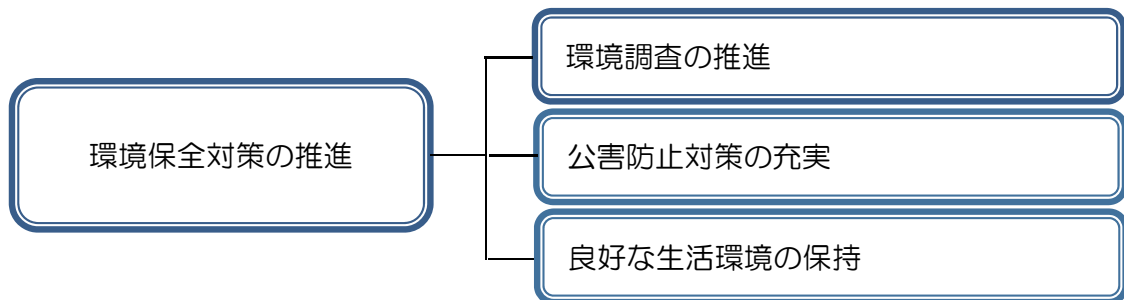 環境保全対策の推進
環境調査の推進
公害防止対策の充実
良好な生活環境の保持